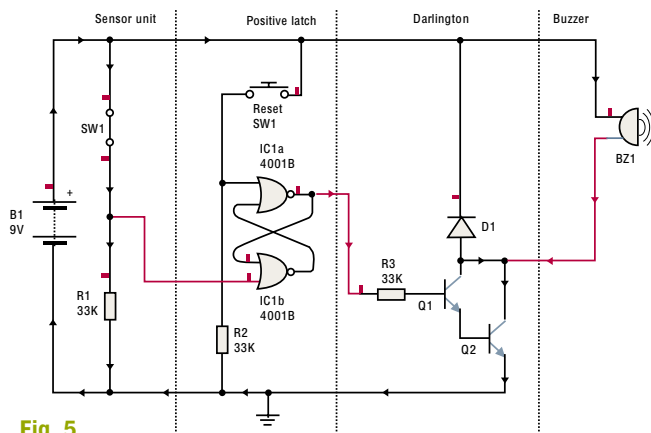 Sensor unit
Positive latch
Darlington
Buzzer
SW1
B1
9V
+
R1
33K
Reset
SW1
IC1a
4001B
IC1b
4001B
R2
33K
R3
33K
Q1
Q2
D1
BZ1
Fig. 5